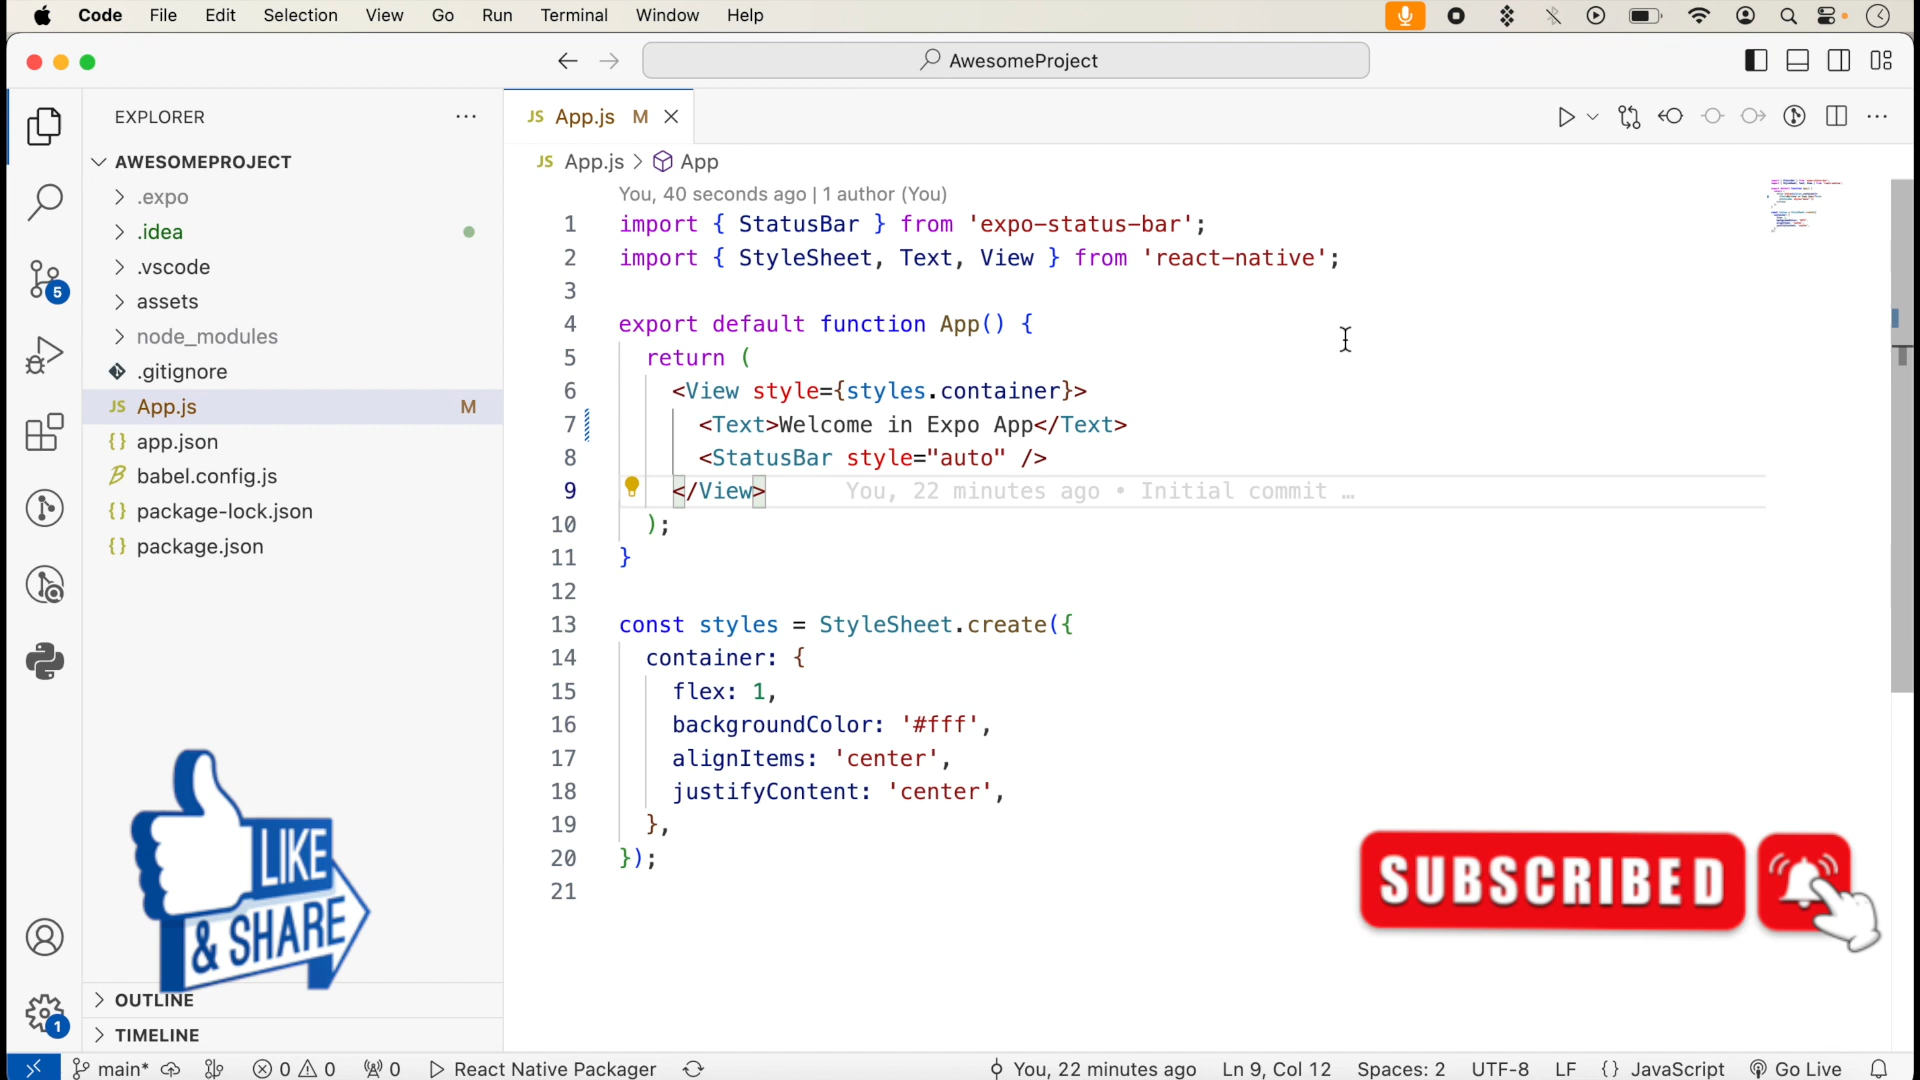 Code File Edit Selection View Go Run Terminal Window Help
AwesomeProject
EXPLORER
AWESOMEPROJECT
.expo
.idea
.vscode
assets
node_modules
.gitignore
JS App.js M
{} app.json
babel.config.js
{} package-lock.json
{} package.json
OUTLINE
TIMELINE
5
1
LIKE
& SHARE
JS App.js M
JS App.js > App
You, 40 seconds ago | 1 author (You)
1 import { StatusBar } from 'expo-status-bar';
2 import { StyleSheet, Text, View } from 'react-native';
3
4 export default function App() {
5 return (
6 <View style={styles.container}>
7 <Text>Welcome in Expo App</Text>
8 <StatusBar style="auto" />
9 </View> You, 22 minutes ago • Initial commit …
10 );
11 }
12
13 const styles = StyleSheet.create({
14 container: {
15 flex: 1,
16 backgroundColor: '#fff',
17 alignItems: 'center',
18 justifyContent: 'center',
19 },
20 });
21
SUBSCRIBED
main* 0 0 0 React Native Packager You, 22 minutes ago Ln 9, Col 12 Spaces: 2 UTF-8 LF {} JavaScript Go Live